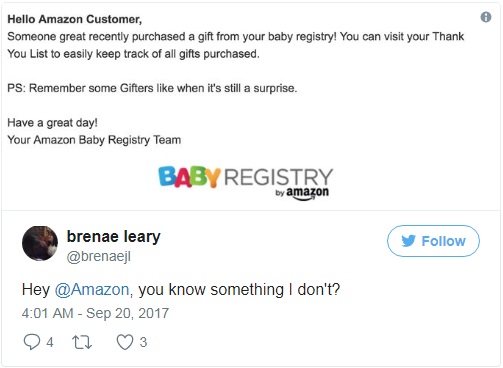 Hello Amazon Customer,
Someone great recently purchased a gift from your baby registry! You can visit your Thank
You List to easily keep track of all gifts purchased.
PS: Remember some Gifters like when it's still a surprise.
Have a great day!
Your Amazon Baby Registry Team
BABY REGISTRY
by amazon
brenae leary
@brenaejl
Follow
Hey @Amazon, you know something I don't?
4:01 AM - Sep 20, 2017
4 3